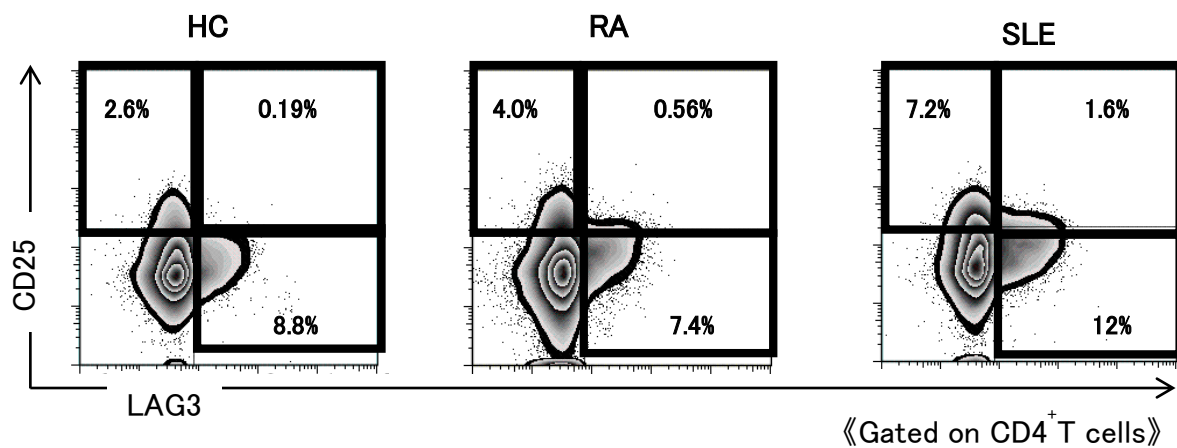 HC
RA
SLE
2.6%
0.19%
4.0%
0.56%
7.2%
1.6%
CD25
8.8%
7.4%
12%
LAG3
《Gated on CD4⁺T cells》